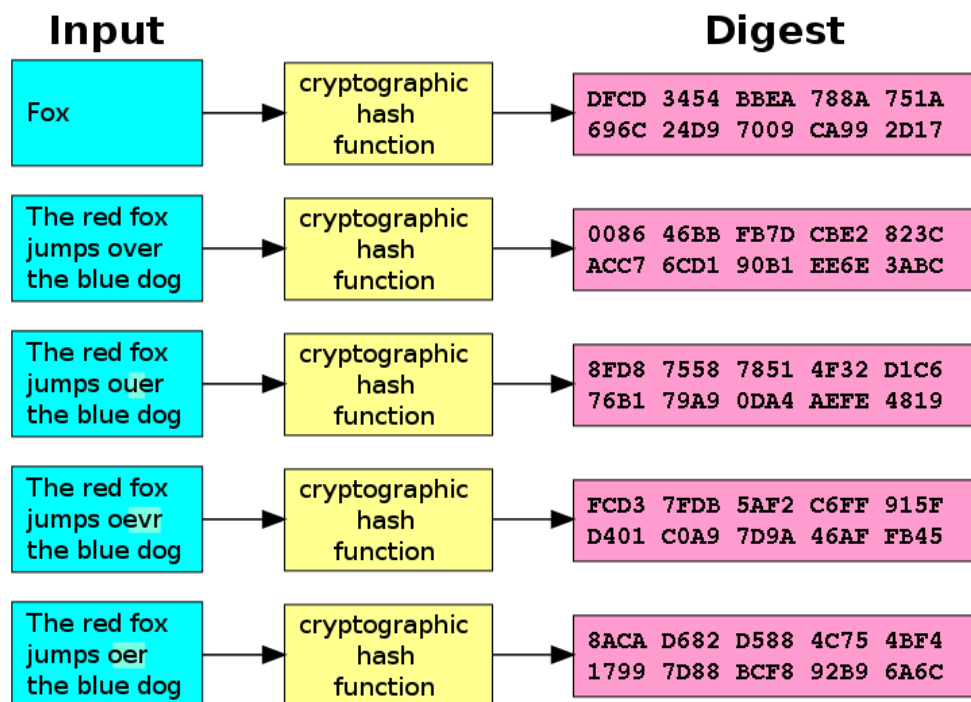 Input
Digest
Fox
cryptographic
hash
function
DFCD 3454 BBEA 788A 751A
696C 24D9 7009 CA99 2D17
The red fox
jumps over
the blue dog
cryptographic
hash
function
0086 46BB FB7D CBE2 823C
ACC7 6CD1 90B1 EE6E 3ABC
The red fox
jumps ouer
the blue dog
cryptographic
hash
function
8FD8 7558 7851 4F32 D1C6
76B1 79A9 0DA4 AEFE 4819
The red fox
jumps oevr
the blue dog
cryptographic
hash
function
FCD3 7FDB 5AF2 C6FF 915F
D401 C0A9 7D9A 46AF FB45
The red fox
jumps oer
the blue dog
cryptographic
hash
function
8ACA D682 D588 4C75 4BF4
1799 7D88 BCF8 92B9 6A6C